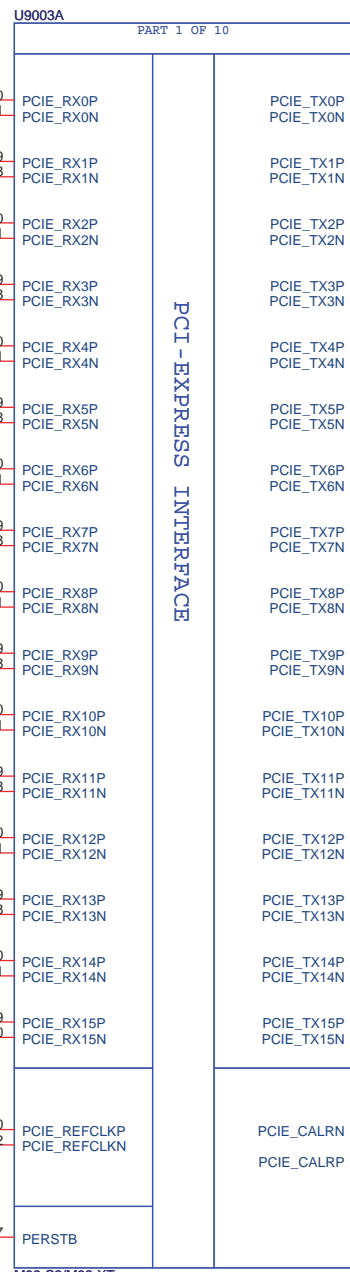 U9003A
PART 1 OF 10
PCIE_RX0P
PCIE_RX0N
PCIE_RX1P
PCIE_RX1N
PCIE_RX2P
PCIE_RX2N
PCIE_RX3P
PCIE_RX3N
PCIE_RX4P
PCIE_RX4N
PCIE_RX5P
PCIE_RX5N
PCIE_RX6P
PCIE_RX6N
PCIE_RX7P
PCIE_RX7N
PCIE_RX8P
PCIE_RX8N
PCIE_RX9P
PCIE_RX9N
PCIE_RX10P
PCIE_RX10N
PCIE_RX11P
PCIE_RX11N
PCIE_RX12P
PCIE_RX12N
PCIE_RX13P
PCIE_RX13N
PCIE_RX14P
PCIE_RX14N
PCIE_RX15P
PCIE_RX15N
PCIE_REFCLKP
PCIE_REFCLKN
PERSTB
PCI-EXPRESS INTERFACE
PCIE_TX0P
PCIE_TX0N
PCIE_TX1P
PCIE_TX1N
PCIE_TX2P
PCIE_TX2N
PCIE_TX3P
PCIE_TX3N
PCIE_TX4P
PCIE_TX4N
PCIE_TX5P
PCIE_TX5N
PCIE_TX6P
PCIE_TX6N
PCIE_TX7P
PCIE_TX7N
PCIE_TX8P
PCIE_TX8N
PCIE_TX9P
PCIE_TX9N
PCIE_TX10P
PCIE_TX10N
PCIE_TX11P
PCIE_TX11N
PCIE_TX12P
PCIE_TX12N
PCIE_TX13P
PCIE_TX13N
PCIE_TX14P
PCIE_TX14N
PCIE_TX15P
PCIE_TX15N
PCIE_CALRN
PCIE_CALRP